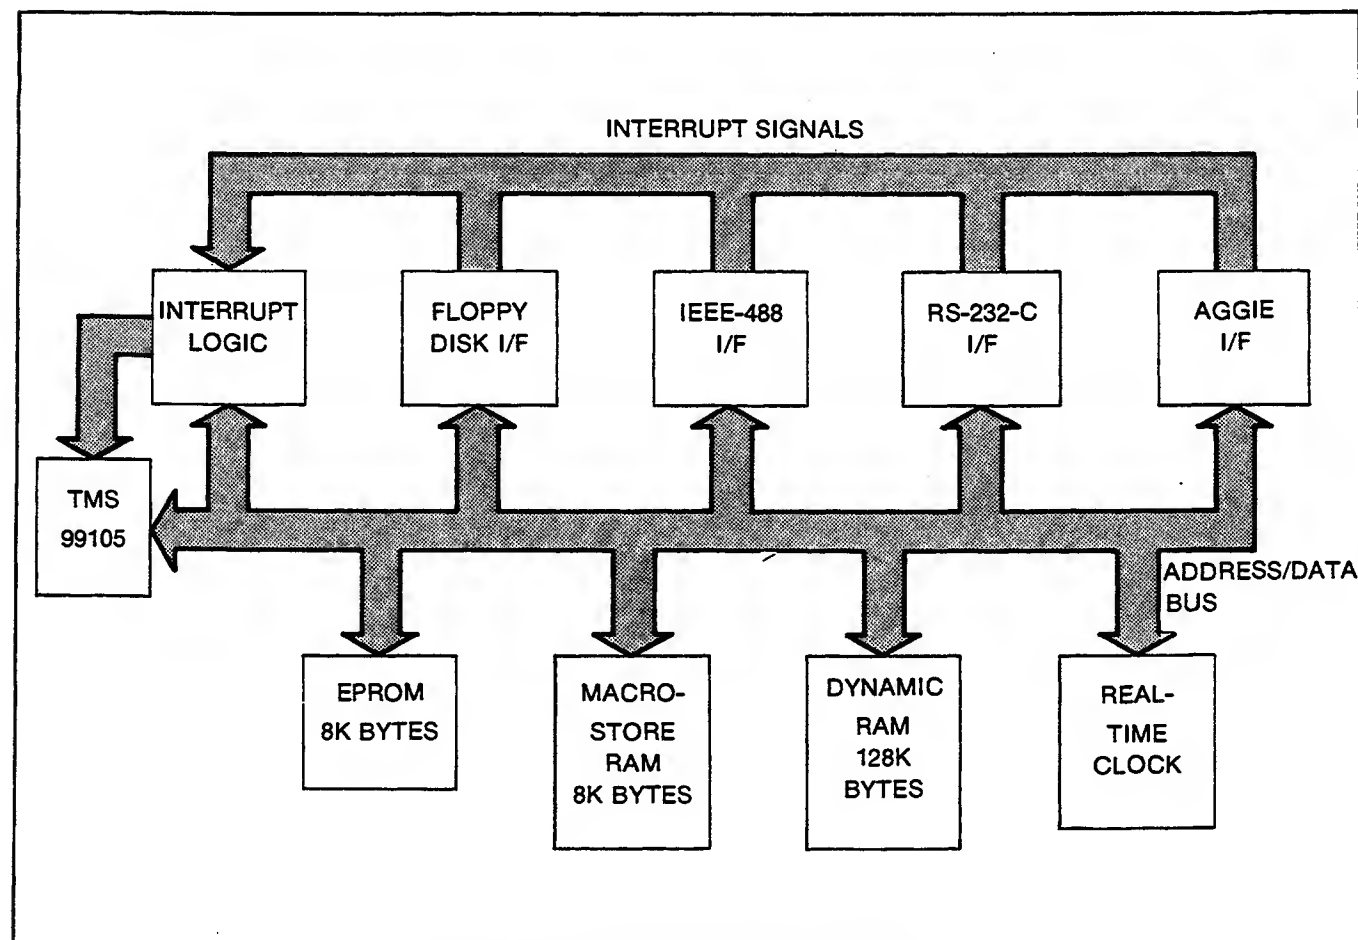 INTERRUPT SIGNALS
INTERRUPT
LOGIC
FLOPPY
DISK I/F
IEEE-488
I/F
RS-232-C
I/F
AGGIE
I/F
TMS
99105
ADDRESS/DATA
BUS
EPROM
8K BYTES
MACRO-
STORE
RAM
8K BYTES
DYNAMIC
RAM
128K
BYTES
REAL-
TIME
CLOCK